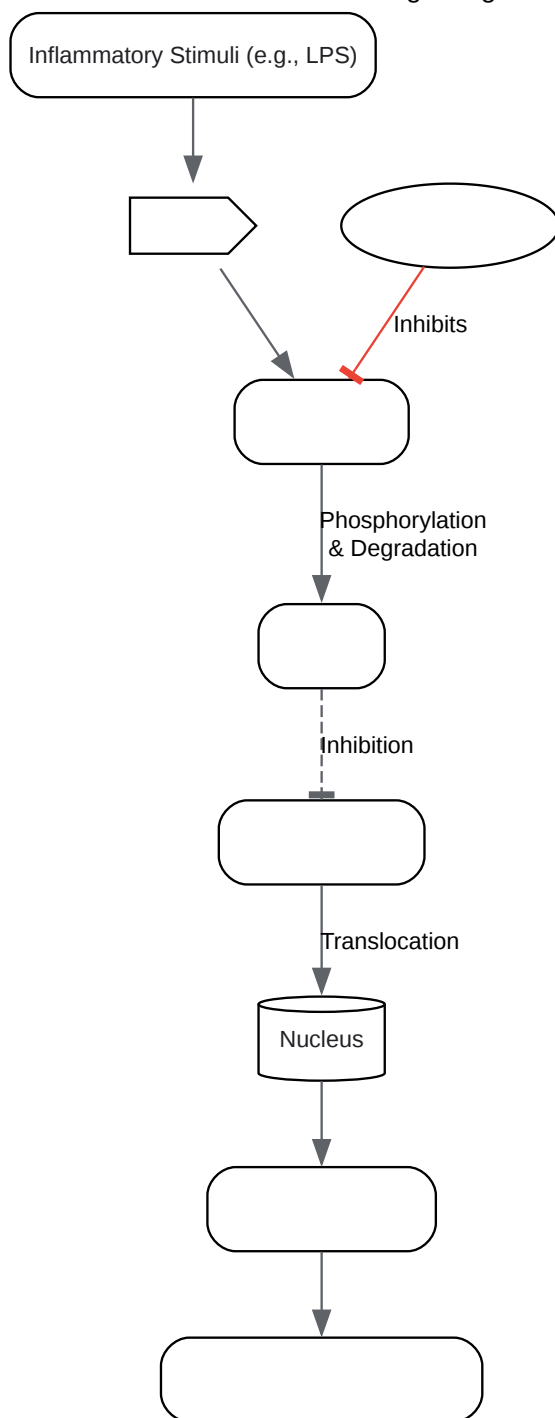 Inflammatory Stimuli (e.g., LPS)
Inhibits
Phosphorylation
& Degradation
Inhibition
Translocation
Nucleus